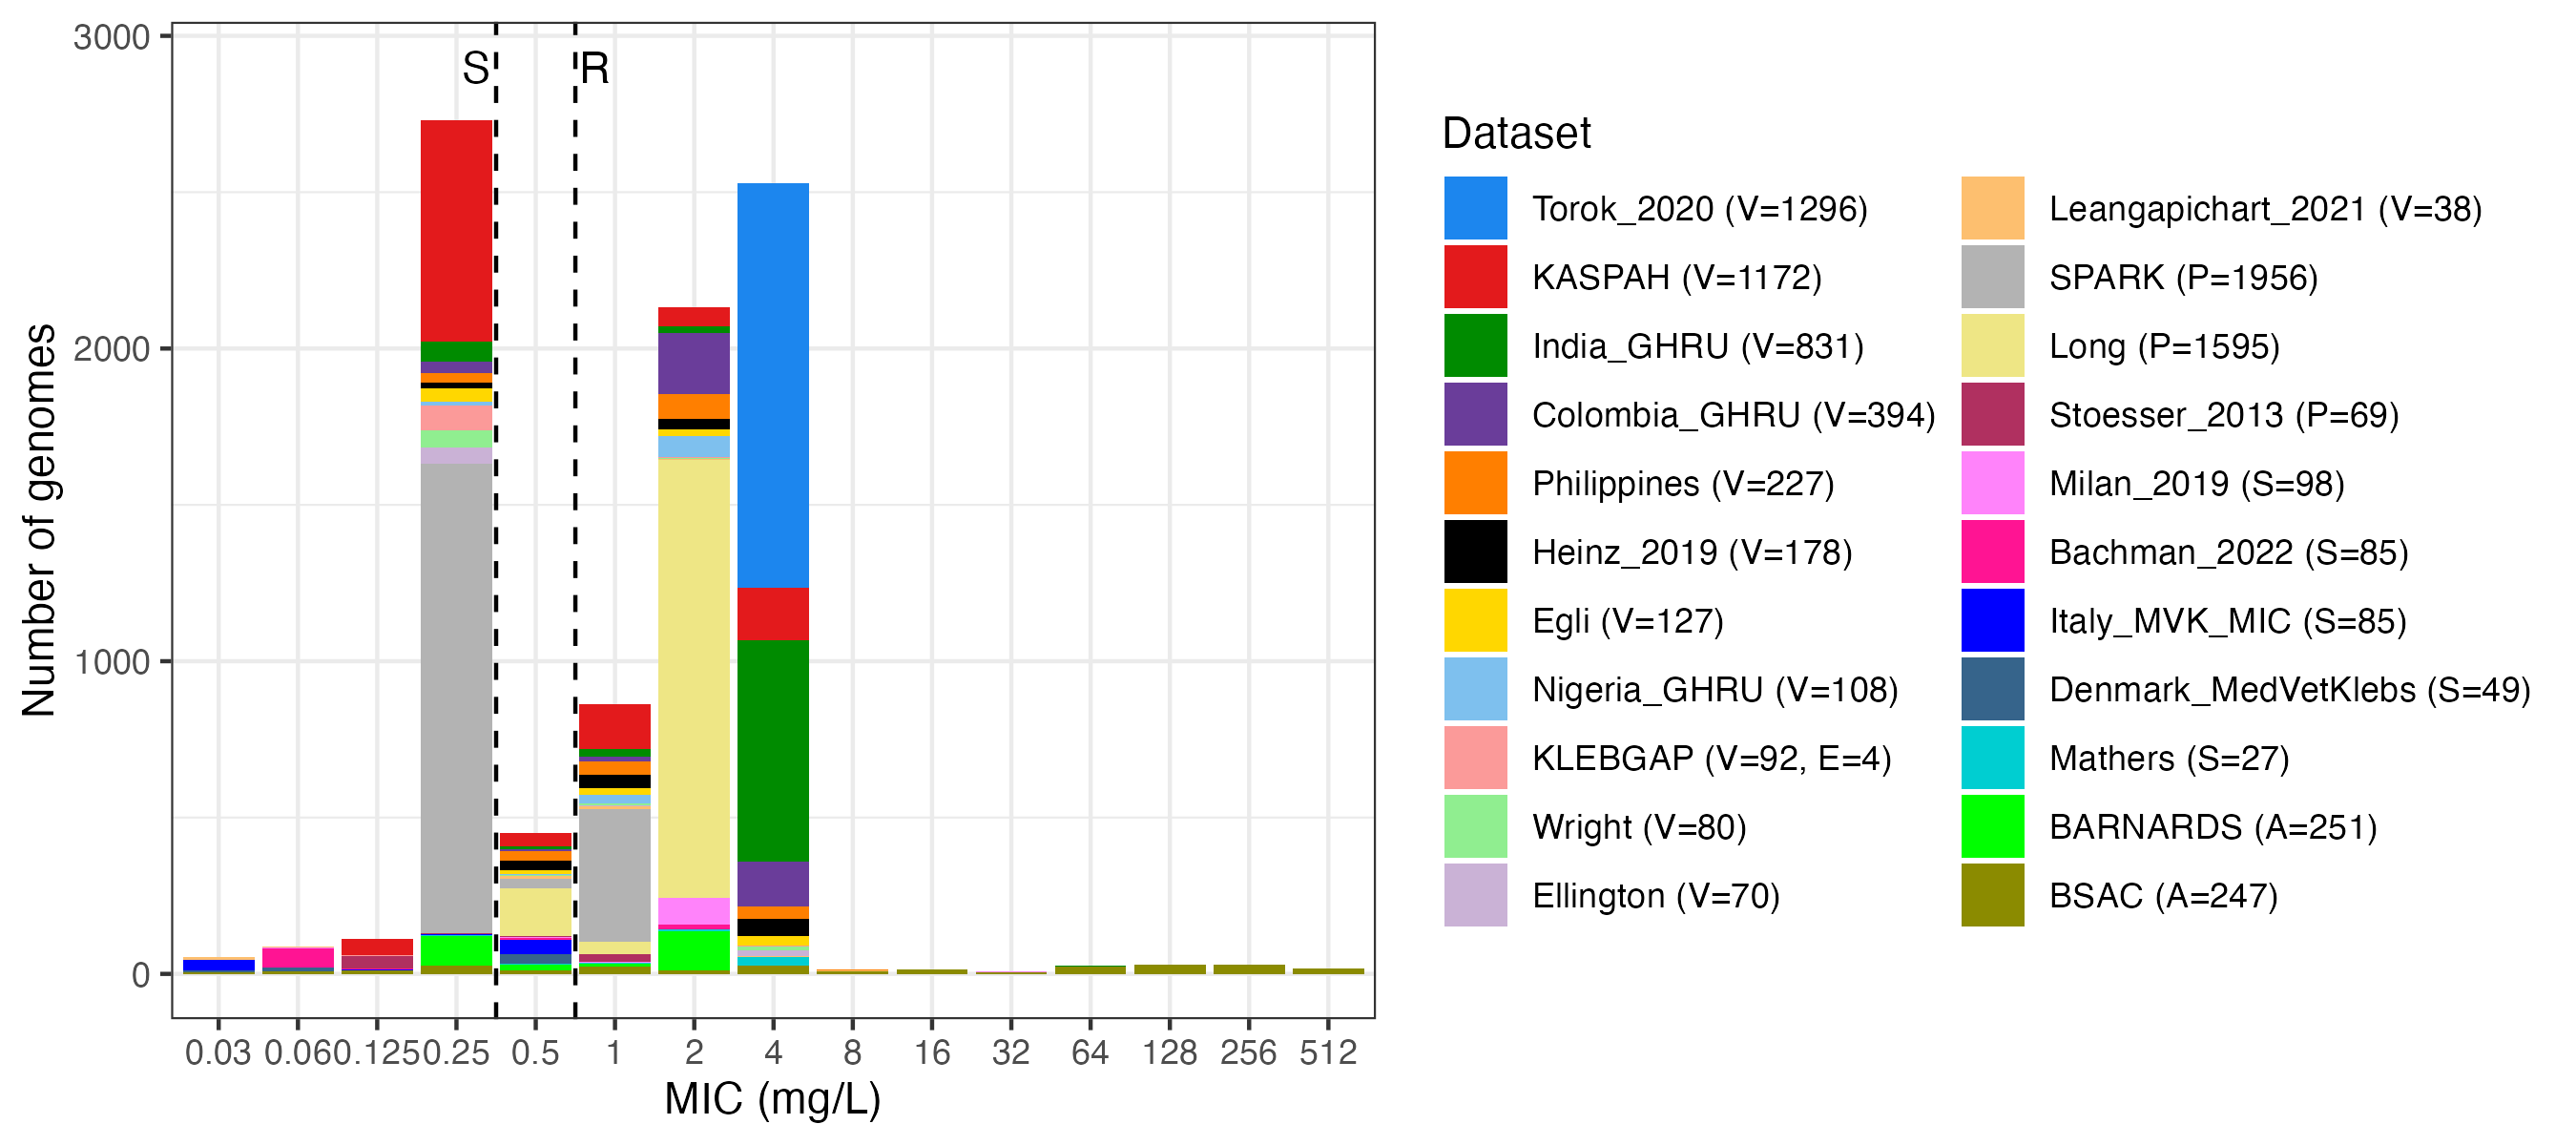 3000
2000
1000
0
Number of genomes
S
R
0.03 0.06 0.125 0.25 0.5 1 2 4 8 16 32 64 128 256 512
MIC (mg/L)
Dataset
Torok_2020 (V=1296)
KASPAH (V=1172)
India_GHRU (V=831)
Colombia_GHRU (V=394)
Philippines (V=227)
Heinz_2019 (V=178)
Egli (V=127)
Nigeria_GHRU (V=108)
KLEBGAP (V=92, E=4)
Wright (V=80)
Ellington (V=70)
Leangapichart_2021 (V=38)
SPARK (P=1956)
Long (P=1595)
Stoesser_2013 (P=69)
Milan_2019 (S=98)
Bachman_2022 (S=85)
Italy_MVK_MIC (S=85)
Denmark_MedVetKlebs (S=49)
Mathers (S=27)
BARNARDS (A=251)
BSAC (A=247)